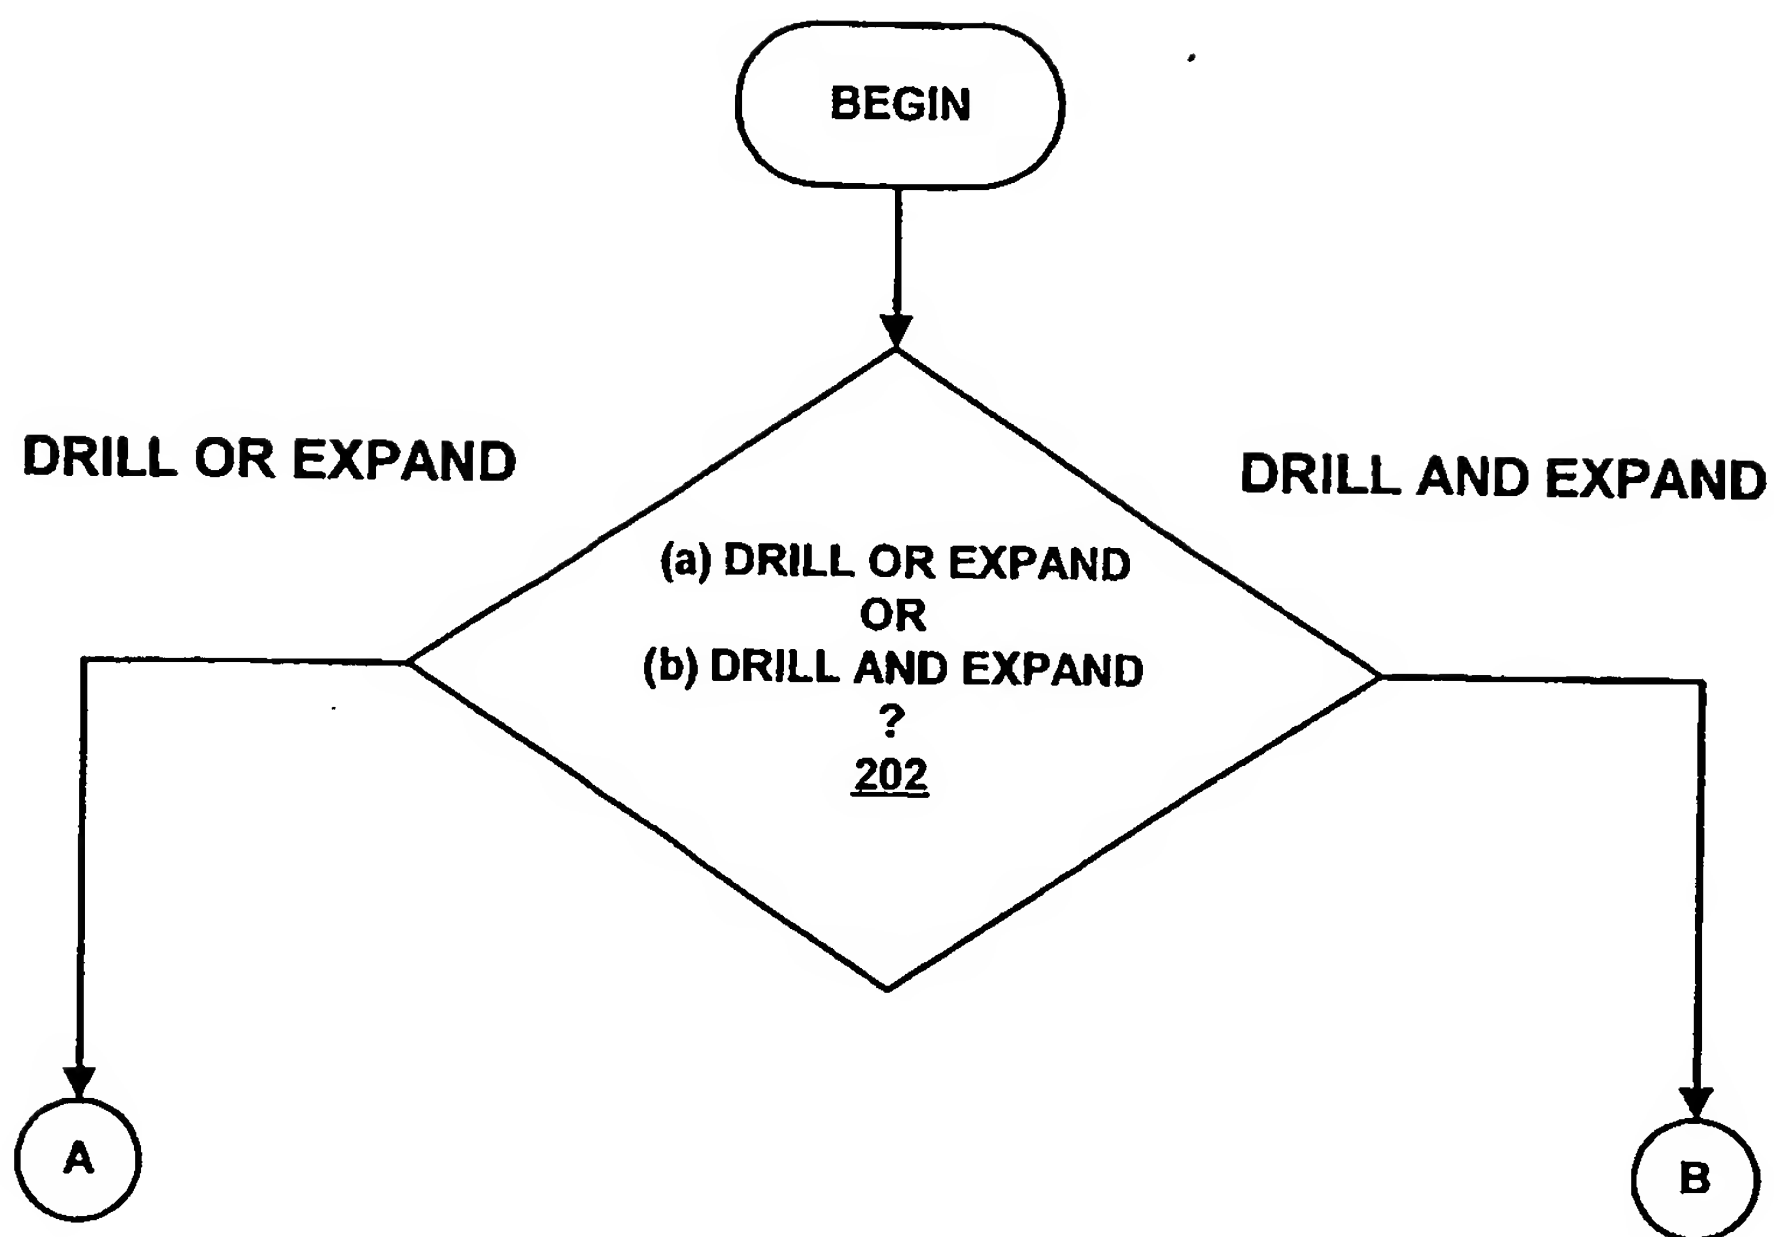 BEGIN
DRILL OR EXPAND
DRILL AND EXPAND
(a) DRILL OR EXPAND
OR
(b) DRILL AND EXPAND
?
202
A
B